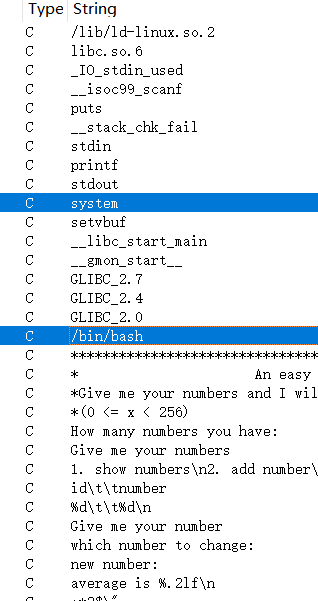 Type String
C /lib/ld-linux.so.2
C libc.so.6
C _IO_stdin_used
C __isoc99_scanf
C puts
C __stack_chk_fail
C stdin
C printf
C stdout
C system
C setvbuf
C __libc_start_main
C __gmon_start__
C GLIBC_2.7
C GLIBC_2.4
C GLIBC_2.0
C /bin/bash
C *********************************
C * An easy
C *Give me your numbers and I wil
C *(0 <= x < 256)
C How many numbers you have:
C Give me your numbers
C 1. show numbers\n2. add number\
C id\t\tnumber
C %d\t\t%d\n
C Give me your number
C which number to change:
C new number:
C average is %.2lf\n
C